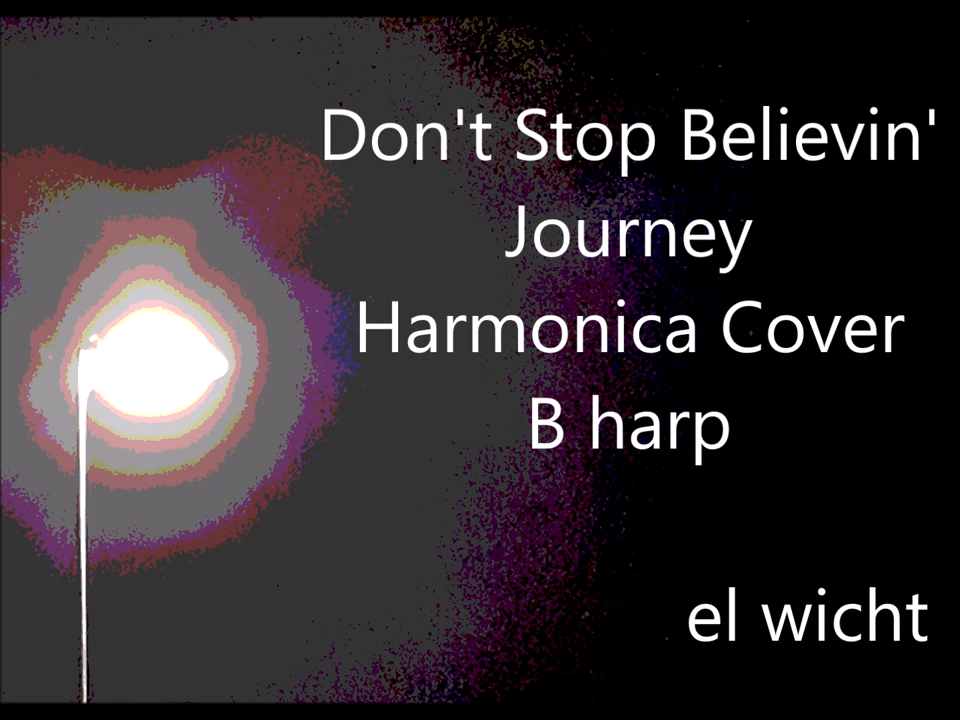 Don't Stop Believin'
Journey
Harmonica Cover
B harp
el wicht